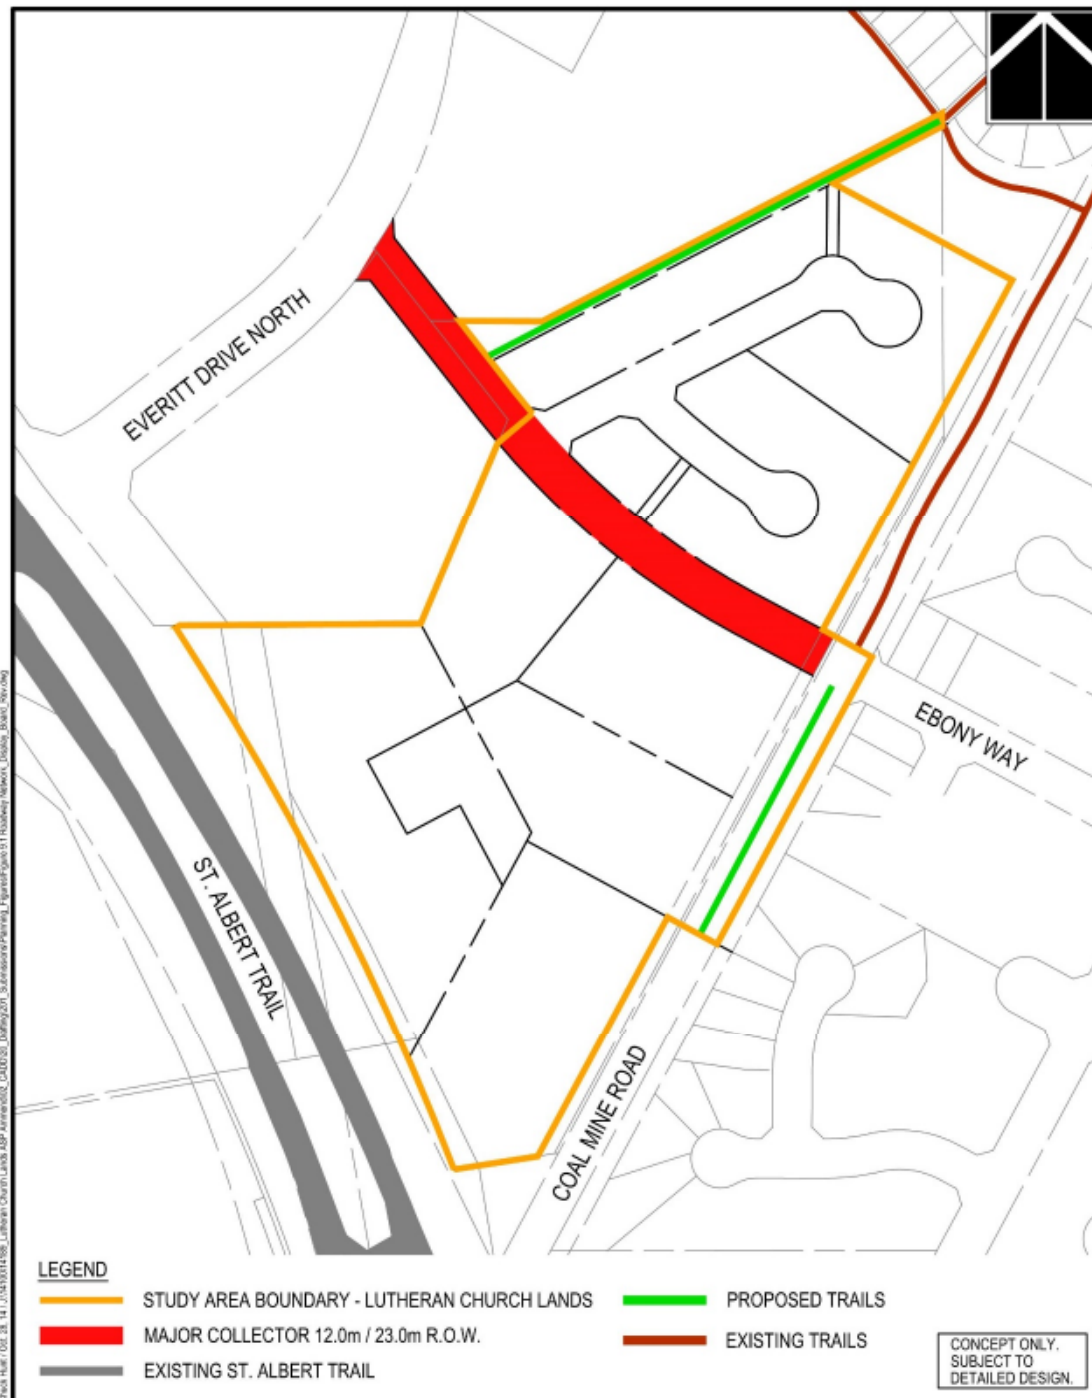 EVERITT DRIVE NORTH
EBONY WAY
ST. ALBERT TRAIL
COAL MINE ROAD
LEGEND
STUDY AREA BOUNDARY - LUTHERAN CHURCH LANDS
MAJOR COLLECTOR 12.0m / 23.0m R.O.W.
EXISTING ST. ALBERT TRAIL
PROPOSED TRAILS
EXISTING TRAILS
CONCEPT ONLY.
SUBJECT TO
DETAILED DESIGN.